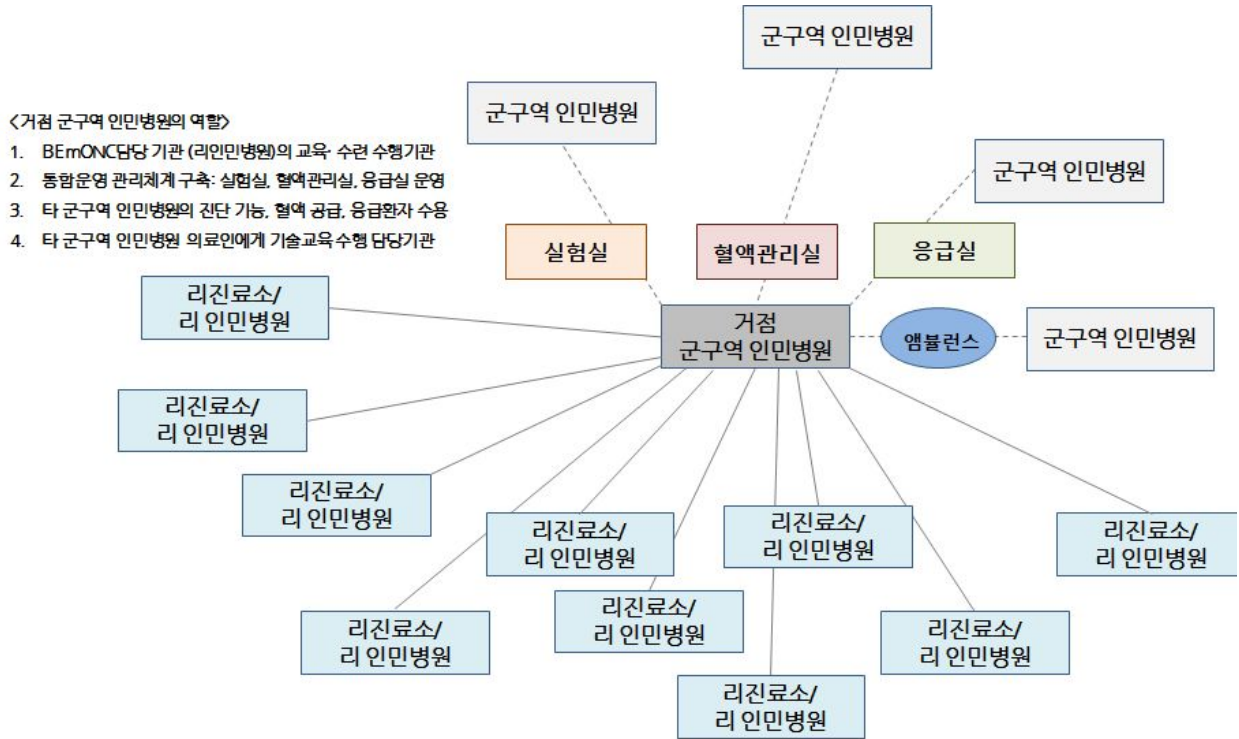 군구역 인민병원
군구역 인민병원
<거점 군구역 인민병원의 역할>
1. BEmONC담당 기관 (리인민병원)의 교육· 수련 수행기관
2. 통합운영 관리체계 구축: 실험실, 혈액관리실, 응급실 운영
3. 타 군구역 인민병원의 진단 기능, 혈액 공급, 응급환자 수용
4. 타 군구역 인민병원 의료인에게 기술교육 수행 담당기관
군구역 인민병원
실험실
혈액관리실
응급실
리진료소/
리 인민병원
거점
군구역 인민병원
앰뷸런스
군구역 인민병원
리진료소/
리 인민병원
리진료소/
리 인민병원
리진료소/
리 인민병원
리진료소/
리 인민병원
리진료소/
리 인민병원
리진료소/
리 인민병원
리진료소/
리 인민병원
리진료소/
리 인민병원
리진료소/
리 인민병원